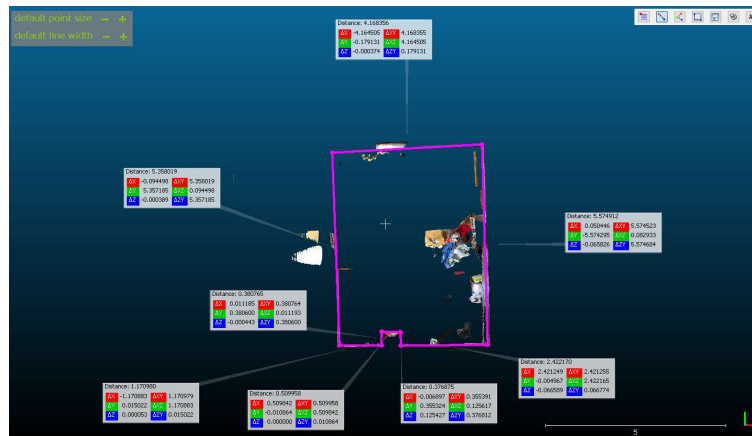 default point size − +
default line width − +
Distance: 4.168356
ΔX -4.164505 ΔXY 4.168355
ΔY -0.179131 ΔXZ 4.164505
ΔZ -0.000374 ΔZY 0.179131
Distance: 5.358019
ΔX -0.094498 ΔXY 5.358019
ΔY 5.357185 ΔXZ 0.094498
ΔZ -0.000389 ΔZY 5.357185
Distance: 5.574912
ΔX 0.050446 ΔXY 5.574523
ΔY -5.574295 ΔXZ 0.082933
ΔZ -0.065826 ΔZY 5.574684
Distance: 0.380765
ΔX 0.011185 ΔXY 0.380764
ΔY 0.380600 ΔXZ 0.011193
ΔZ -0.000443 ΔZY 0.380600
Distance: 1.170980
ΔX -1.170883 ΔXY 1.170979
ΔY 0.015022 ΔXZ 1.170883
ΔZ 0.000053 ΔZY 0.015022
Distance: 0.509958
ΔX 0.509842 ΔXY 0.509958
ΔY -0.010864 ΔXZ 0.509842
ΔZ 0.000000 ΔZY 0.010864
Distance: 0.376875
ΔX -0.006897 ΔXY 0.355391
ΔY 0.355324 ΔXZ 0.125617
ΔZ 0.125427 ΔZY 0.376812
Distance: 2.422170
ΔX 2.421249 ΔXY 2.421255
ΔY -0.004967 ΔXZ 2.422165
ΔZ -0.066589 ΔZY 0.066774
5